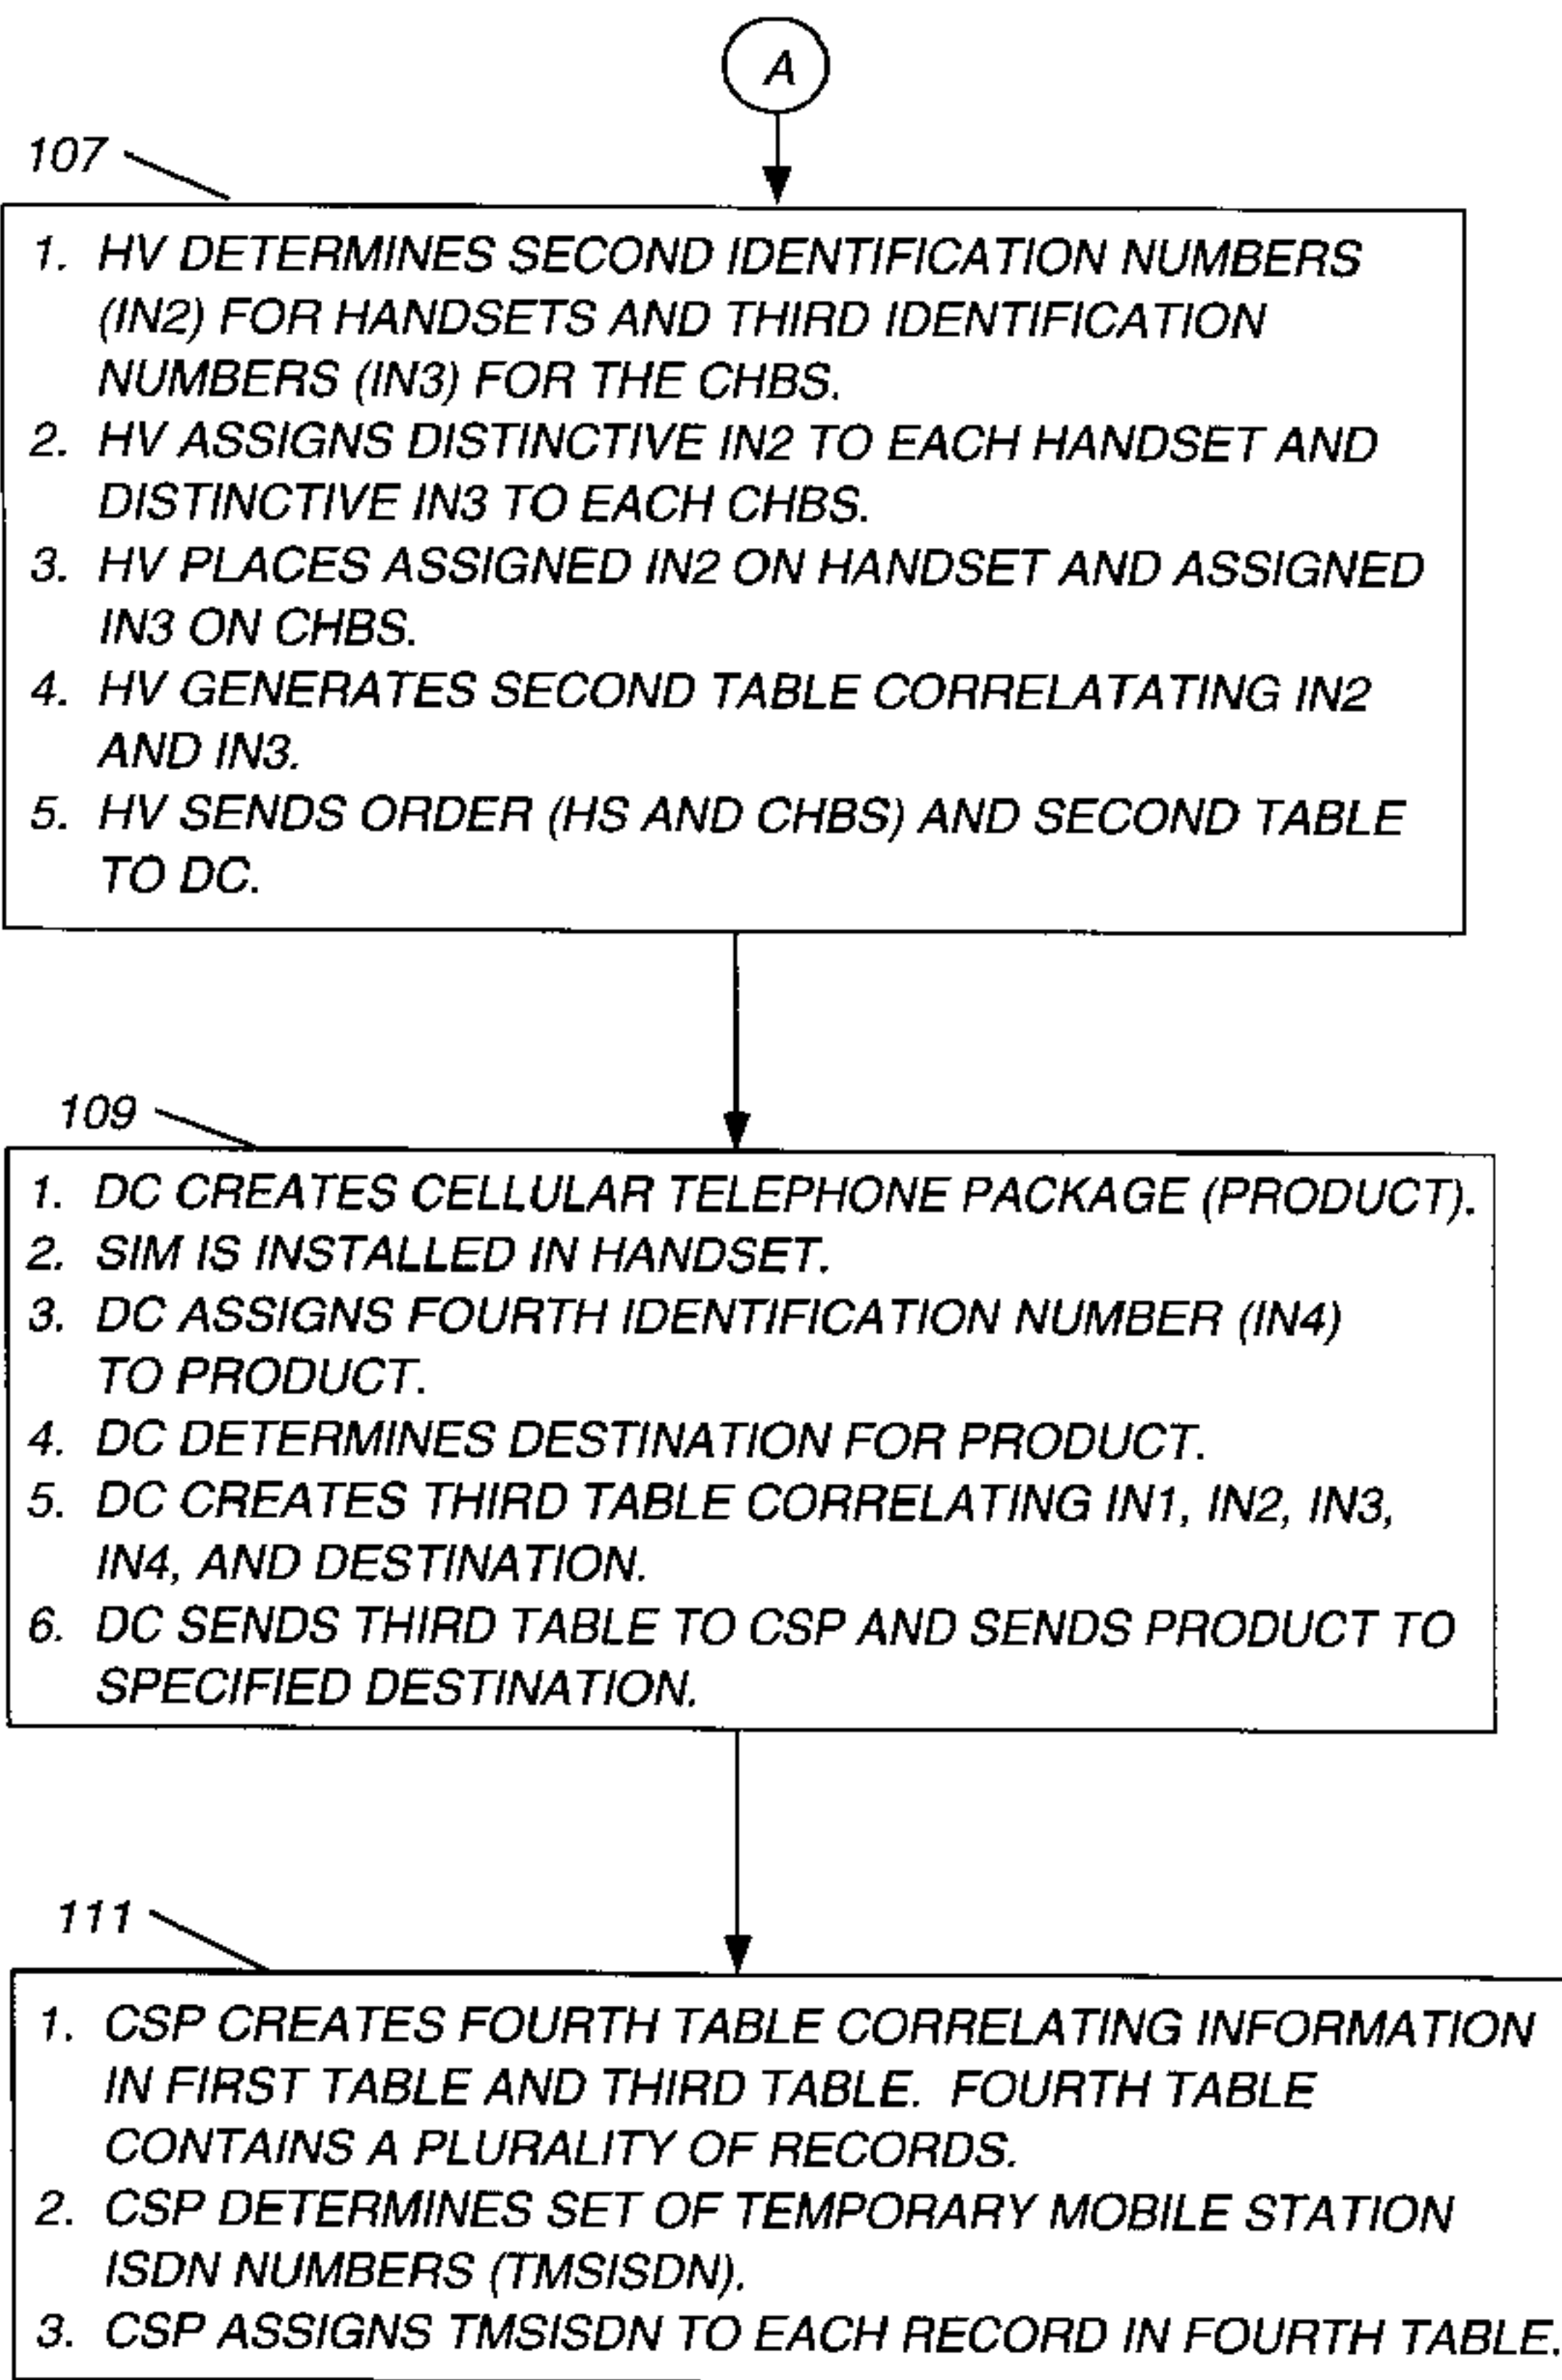 A
107
1. HV DETERMINES SECOND IDENTIFICATION NUMBERS
(IN2) FOR HANDSETS AND THIRD IDENTIFICATION
NUMBERS (IN3) FOR THE CHBS.
2. HV ASSIGNS DISTINCTIVE IN2 TO EACH HANDSET AND
DISTINCTIVE IN3 TO EACH CHBS.
3. HV PLACES ASSIGNED IN2 ON HANDSET AND ASSIGNED
IN3 ON CHBS.
4. HV GENERATES SECOND TABLE CORRELATATING IN2
AND IN3.
5. HV SENDS ORDER (HS AND CHBS) AND SECOND TABLE
TO DC.
109
1. DC CREATES CELLULAR TELEPHONE PACKAGE (PRODUCT).
2. SIM IS INSTALLED IN HANDSET.
3. DC ASSIGNS FOURTH IDENTIFICATION NUMBER (IN4)
TO PRODUCT.
4. DC DETERMINES DESTINATION FOR PRODUCT.
5. DC CREATES THIRD TABLE CORRELATING IN1, IN2, IN3,
IN4, AND DESTINATION.
6. DC SENDS THIRD TABLE TO CSP AND SENDS PRODUCT TO
SPECIFIED DESTINATION.
111
1. CSP CREATES FOURTH TABLE CORRELATING INFORMATION
IN FIRST TABLE AND THIRD TABLE. FOURTH TABLE
CONTAINS A PLURALITY OF RECORDS.
2. CSP DETERMINES SET OF TEMPORARY MOBILE STATION
ISDN NUMBERS (TMSISDN).
3. CSP ASSIGNS TMSISDN TO EACH RECORD IN FOURTH TABLE.